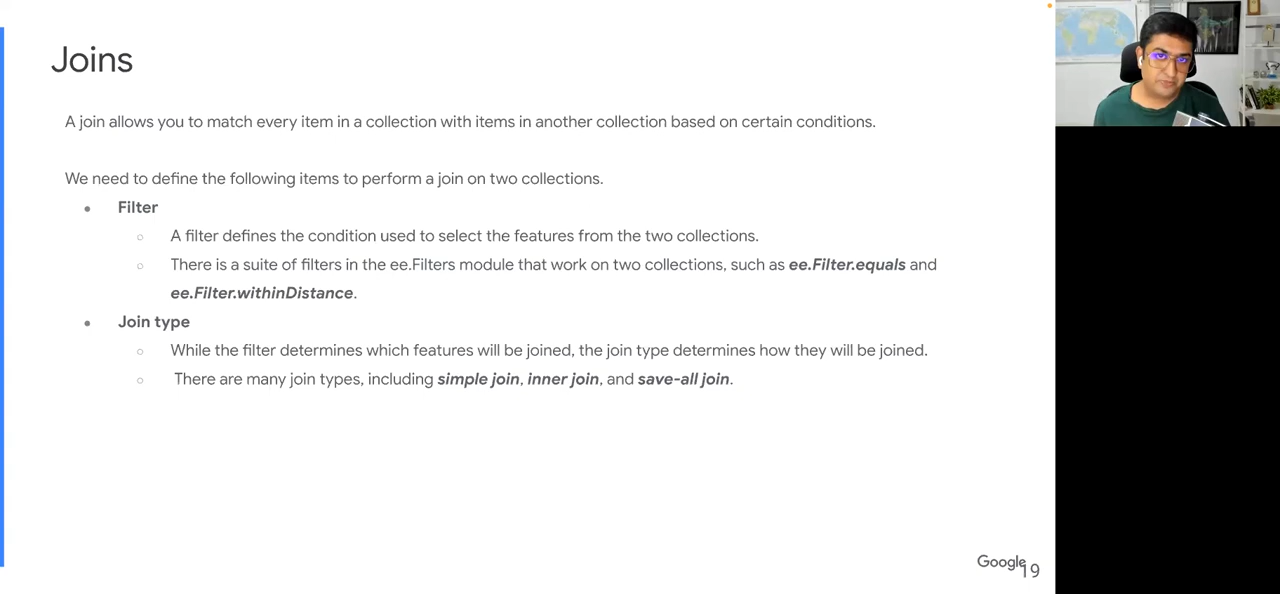 Joins
A join allows you to match every item in a collection with items in another collection based on certain conditions.
We need to define the following items to perform a join on two collections.
• Filter
○ A filter defines the condition used to select the features from the two collections.
○ There is a suite of filters in the ee.Filters module that work on two collections, such as ee.Filter.equals and
ee.Filter.withinDistance.
• Join type
○ While the filter determines which features will be joined, the join type determines how they will be joined.
○ There are many join types, including simple join, inner join, and save-all join.
Google
19